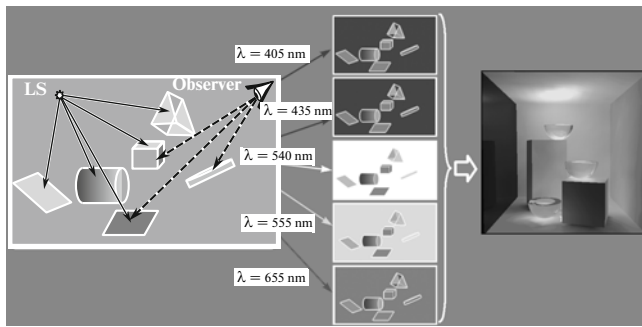 LS
Observer
λ = 405 nm
λ = 435 nm
λ = 540 nm
λ = 555 nm
λ = 655 nm